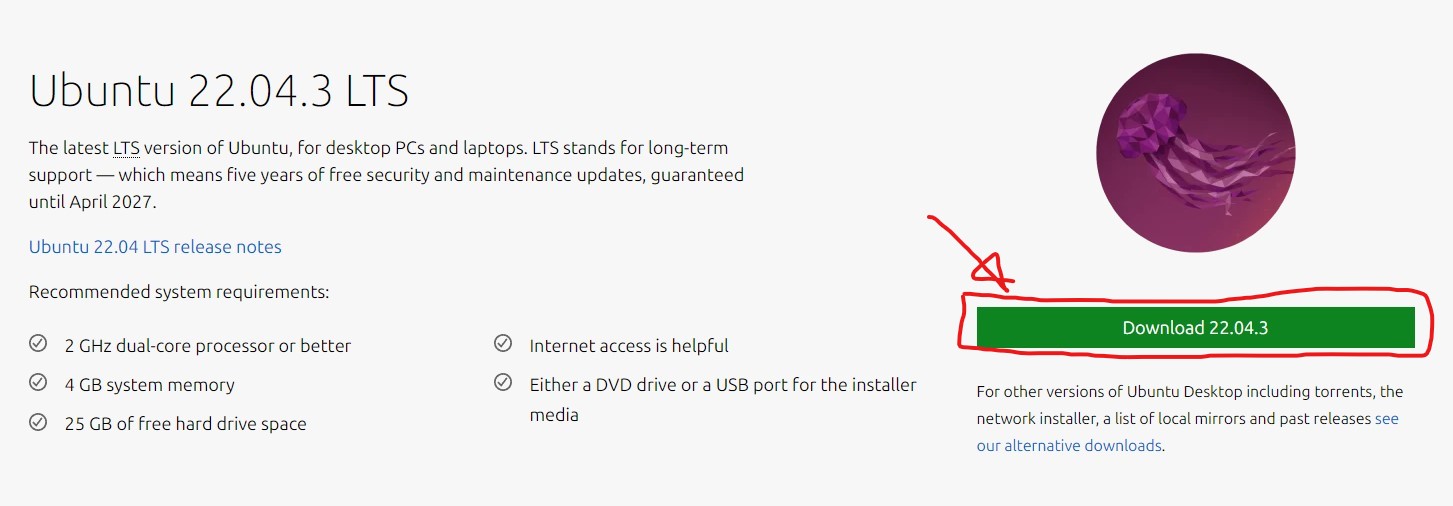 Ubuntu 22.04.3 LTS
The latest LTS version of Ubuntu, for desktop PCs and laptops. LTS stands for long-term
support — which means five years of free security and maintenance updates, guaranteed
until April 2027.
Ubuntu 22.04 LTS release notes
Recommended system requirements:
2 GHz dual-core processor or better
4 GB system memory
25 GB of free hard drive space
Internet access is helpful
Either a DVD drive or a USB port for the installer
media
Download 22.04.3
For other versions of Ubuntu Desktop including torrents, the
network installer, a list of local mirrors and past releases see
our alternative downloads.